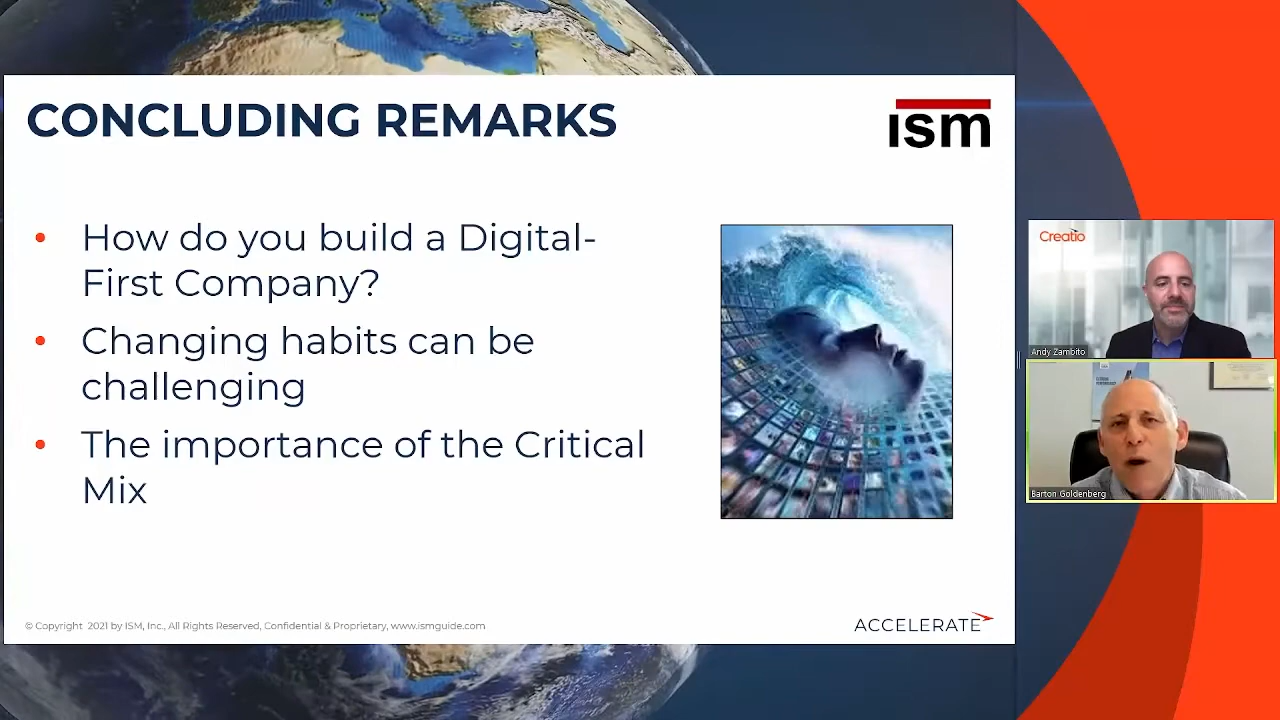 CONCLUDING REMARKS
ism
• How do you build a Digital-
First Company?
• Changing habits can be
challenging
• The importance of the Critical
Mix
© Copyright 2021 by ISM, Inc., All Rights Reserved, Confidential & Proprietary, www.ismguide.com
ACCELERATE
Creatio
Andy Zambito
Barton Goldenberg